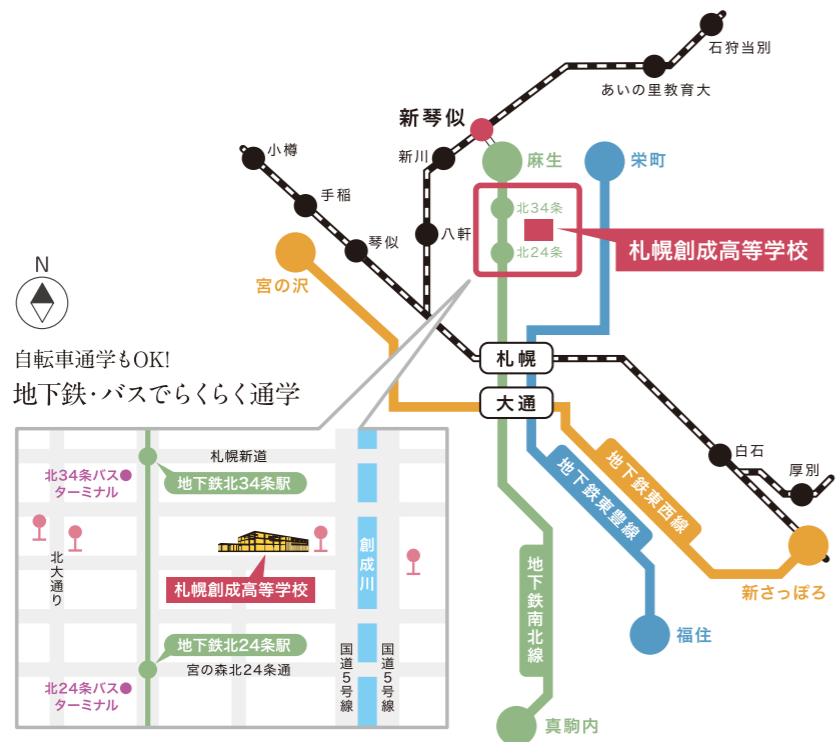 石狩当別
あいの里教育大
新琴似
新川
麻生
栄町
小樽
手稲
琴似
八軒
北34条
北24条
札幌創成高等学校
宮の沢
N
自転車通学もOK!
地下鉄・バスでらくらく通学
札幌
大通
白石
厚別
地下鉄東西線
地下鉄東豊線
地下鉄南北線
新さっぽろ
福住
真駒内
札幌新道
北34条バス
ターミナル
地下鉄北34条駅
北大通り
創成川
札幌創成高等学校
地下鉄北24条駅
宮の森北24条通
国道5号線
国道5号線
北24条バス
ターミナル